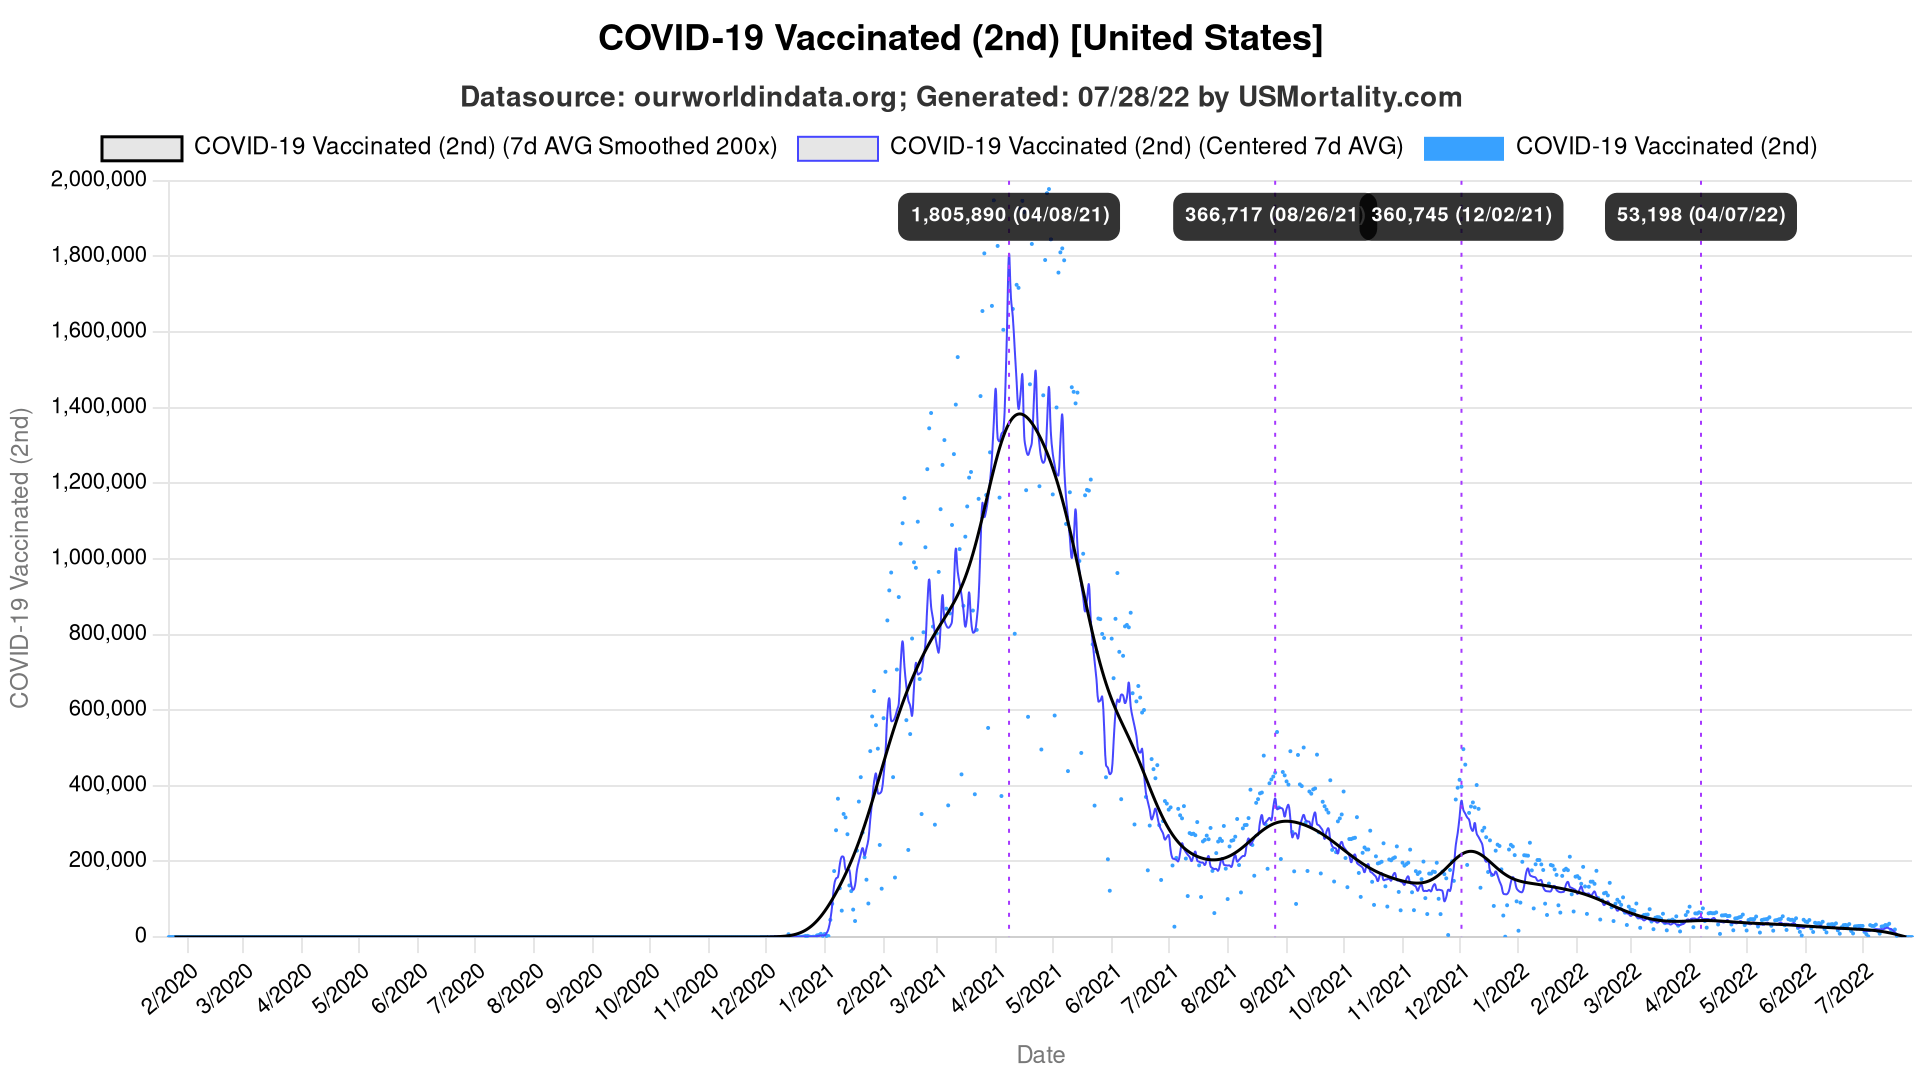 COVID-19 Vaccinated (2nd) [United States]
Datasource: ourworldindata.org; Generated: 07/28/22 by USMortality.com
COVID-19 Vaccinated (2nd) (7d AVG Smoothed 200x) COVID-19 Vaccinated (2nd) (Centered 7d AVG) COVID-19 Vaccinated (2nd)
1,805,890 (04/08/21) 366,717 (08/26/21) 360,745 (12/02/21) 53,198 (04/07/22)
COVID-19 Vaccinated (2nd)
2,000,000
1,800,000
1,600,000
1,400,000
1,200,000
1,000,000
800,000
600,000
400,000
200,000
0
2/2020 3/2020 4/2020 5/2020 6/2020 7/2020 8/2020 9/2020 10/2020 11/2020 12/2020 1/2021 2/2021 3/2021 4/2021 5/2021 6/2021 7/2021 8/2021 9/2021 10/2021 11/2021 12/2021 1/2022 2/2022 3/2022 4/2022 5/2022 6/2022 7/2022
Date